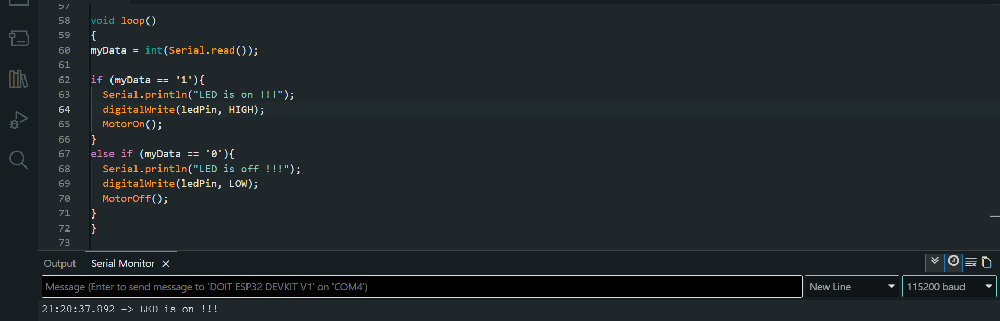 57
58 void loop()
59 {
60 myData = int(Serial.read());
61
62 if (myData == '1'){
63 Serial.println("LED is on !!!");
64 digitalWrite(ledPin, HIGH);
65 MotorOn();
66 }
67 else if (myData == '0'){
68 Serial.println("LED is off !!!");
69 digitalWrite(ledPin, LOW);
70 MotorOff();
71 }
72 }
73
Output Serial Monitor
Message (Enter to send message to 'DOIT ESP32 DEVKIT V1' on 'COM4') New Line 115200 baud
21:20:37.892 -> LED is on !!!